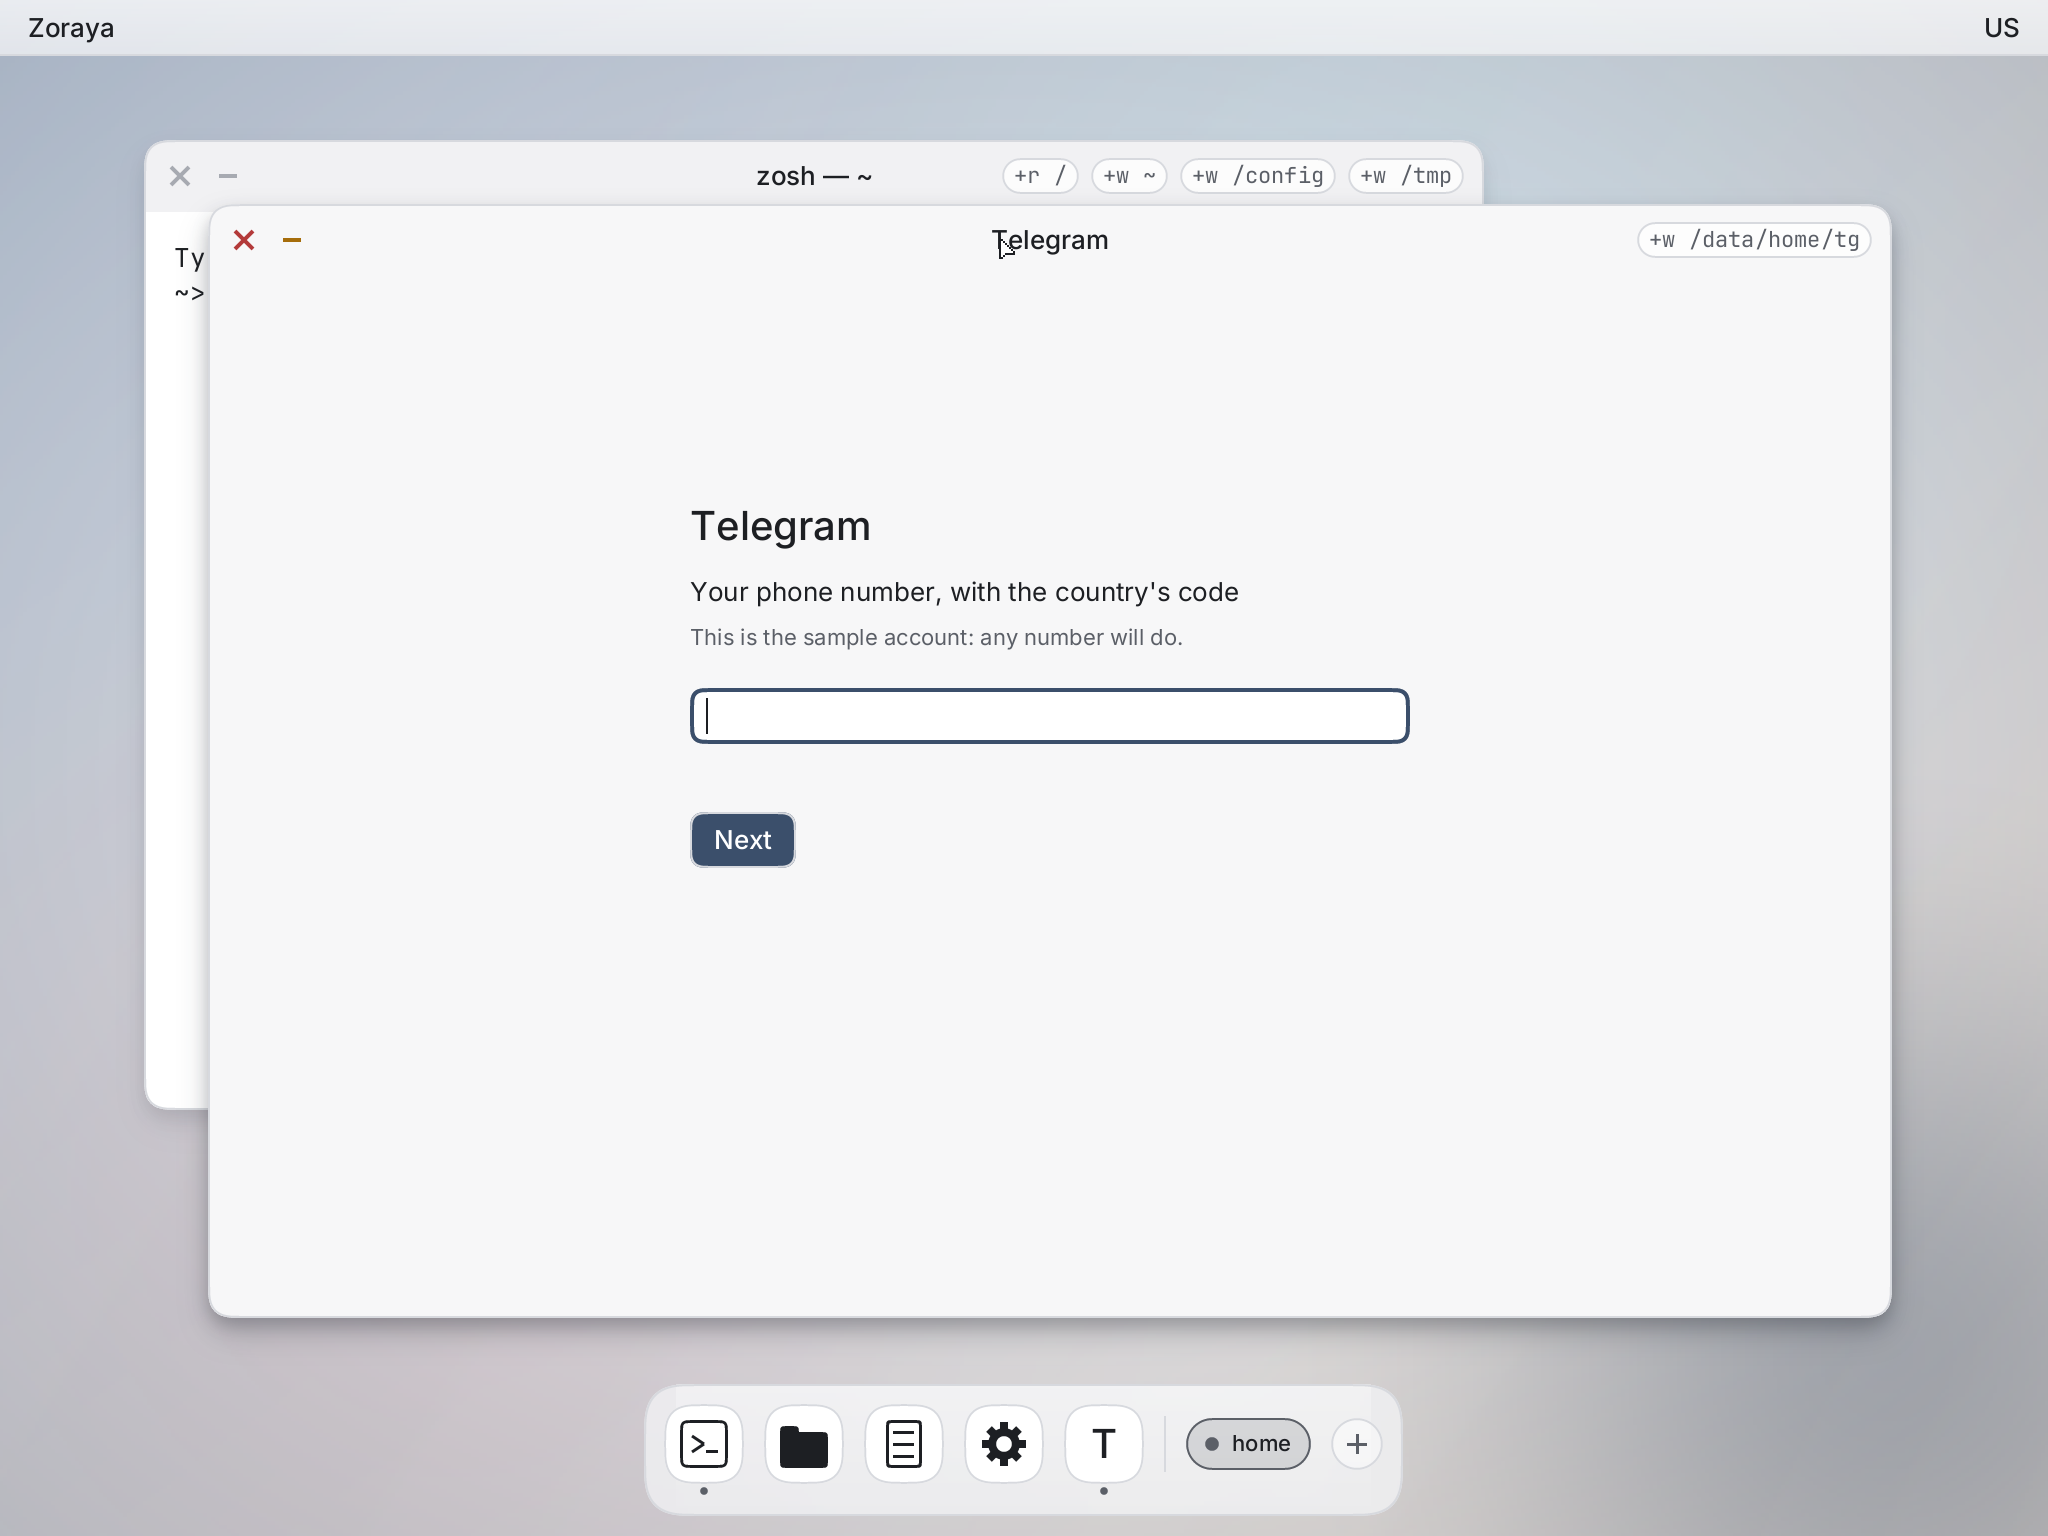 Zoraya
US
zosh — ~
+r /
+w ~
+w /config
+w /tmp
Ty
~>
Telegram
+w /data/home/tg
Telegram
Your phone number, with the country's code
This is the sample account: any number will do.
Next
T
home